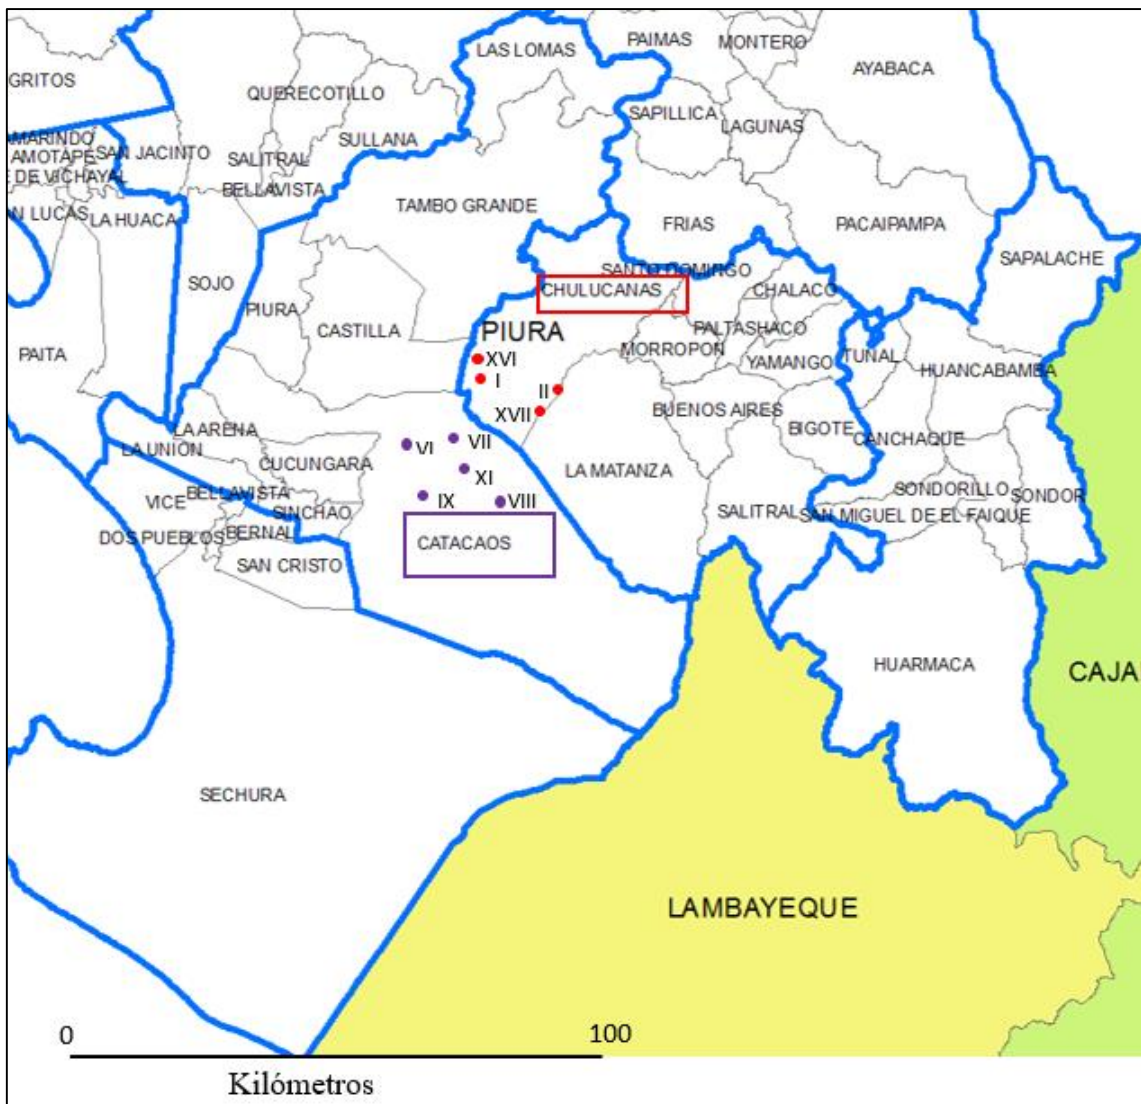 LAS LOMAS
PAIMAS
MONTERO
AYABACA
GRITOS
QUERECOTILLO
SAPILLICA
LAGUNAS
SULLANA
AMARINDO
SAN JACINTO
AMOTAPE
SALITRAL
E DE VICHAYAL
BELLAVISTA
N LUCAS
LA HUACA
TAMBO GRANDE
FRIAS
PACAIPAMPA
SAPALACHE
SANTO DOMINGO
SOJO
CHULUCANAS
CHALACO
PIURA
CASTILLA
PIURA
PALTASHACO
PAITA
MORROPON
YAMANGO
TUÑAL
HUANCABAMBA
XVI
I
II
XVII
BUENOS AIRES
BIGOTE
CANCHAQUE
LA ARENA
LA UNION
VI
VII
CUCUNGARA
XI
LA MATANZA
SONDORILLO
SONDOR
VICE
BELLAVISTA
IX
VIII
SINCHAO
SALITRAL
SAN MIGUEL DE EL FAIQUE
DOS PUEBLOS
BERNAL
CATACAOS
SAN CRISTO
HUARMACA
CAJA
SECHURA
LAMBAYEQUE
0
100
Kilómetros